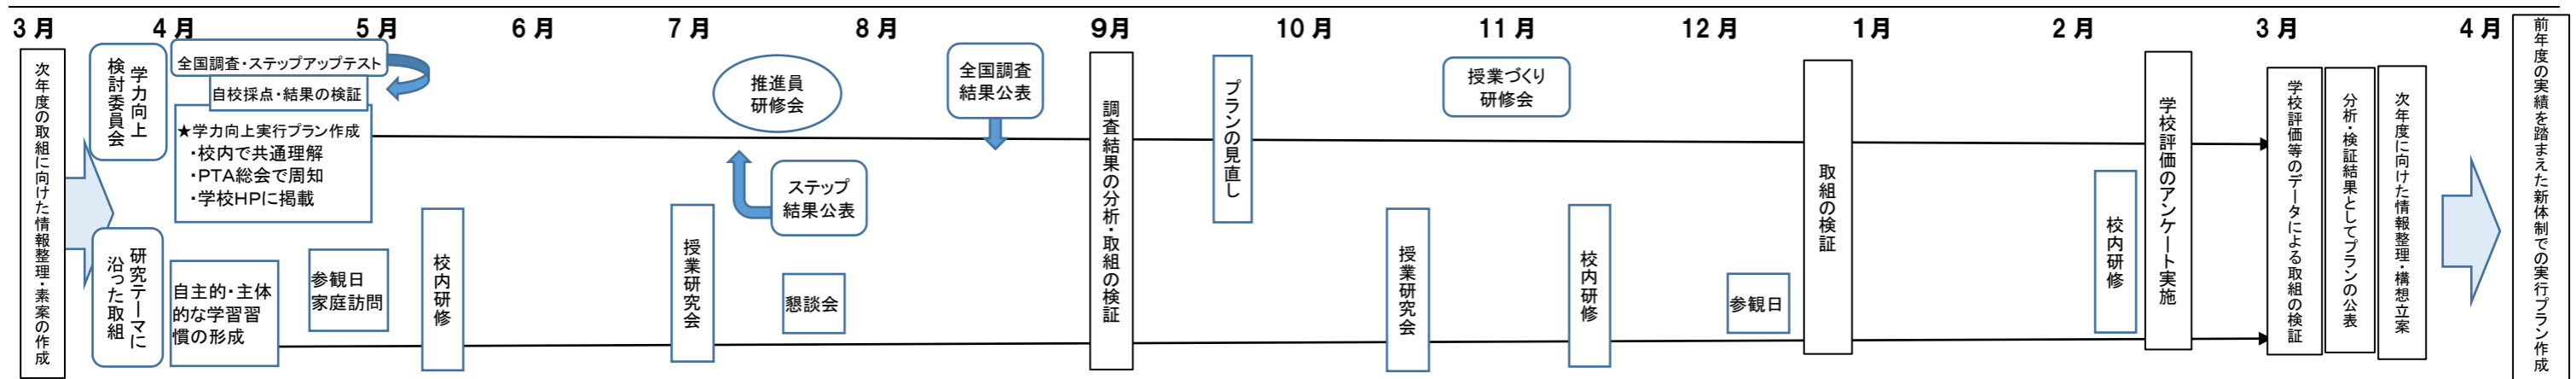 3月
4月
5月
6月
7月
8月
9月
10月
11月
12月
1月
2月
3月
4月
次年度の取組に向けた情報整理・素案の作成
学力向上
検討委員会
全国調査・ステップアップテスト
自校採点・結果の検証
★学力向上実行プラン作成
・校内で共通理解
・PTA総会で周知
・学校HPに掲載
研究テーマに
沿った取組
自主的・主体
的な学習習
慣の形成
参観日
家庭訪問
校内研修
授業研究会
推進員
研修会
ステップ
結果公表
懇談会
全国調査
結果公表
調査結果の分析・取組の検証
プランの見直し
授業研究会
授業づくり
研修会
校内研修
参観日
取組の検証
校内研修
学校評価のアンケート実施
学校評価等のデータによる取組の検証
分析・検証結果としてプランの公表
次年度に向けた情報整理・構想立案
前年度の実績を踏まえた新体制での実行プラン作成